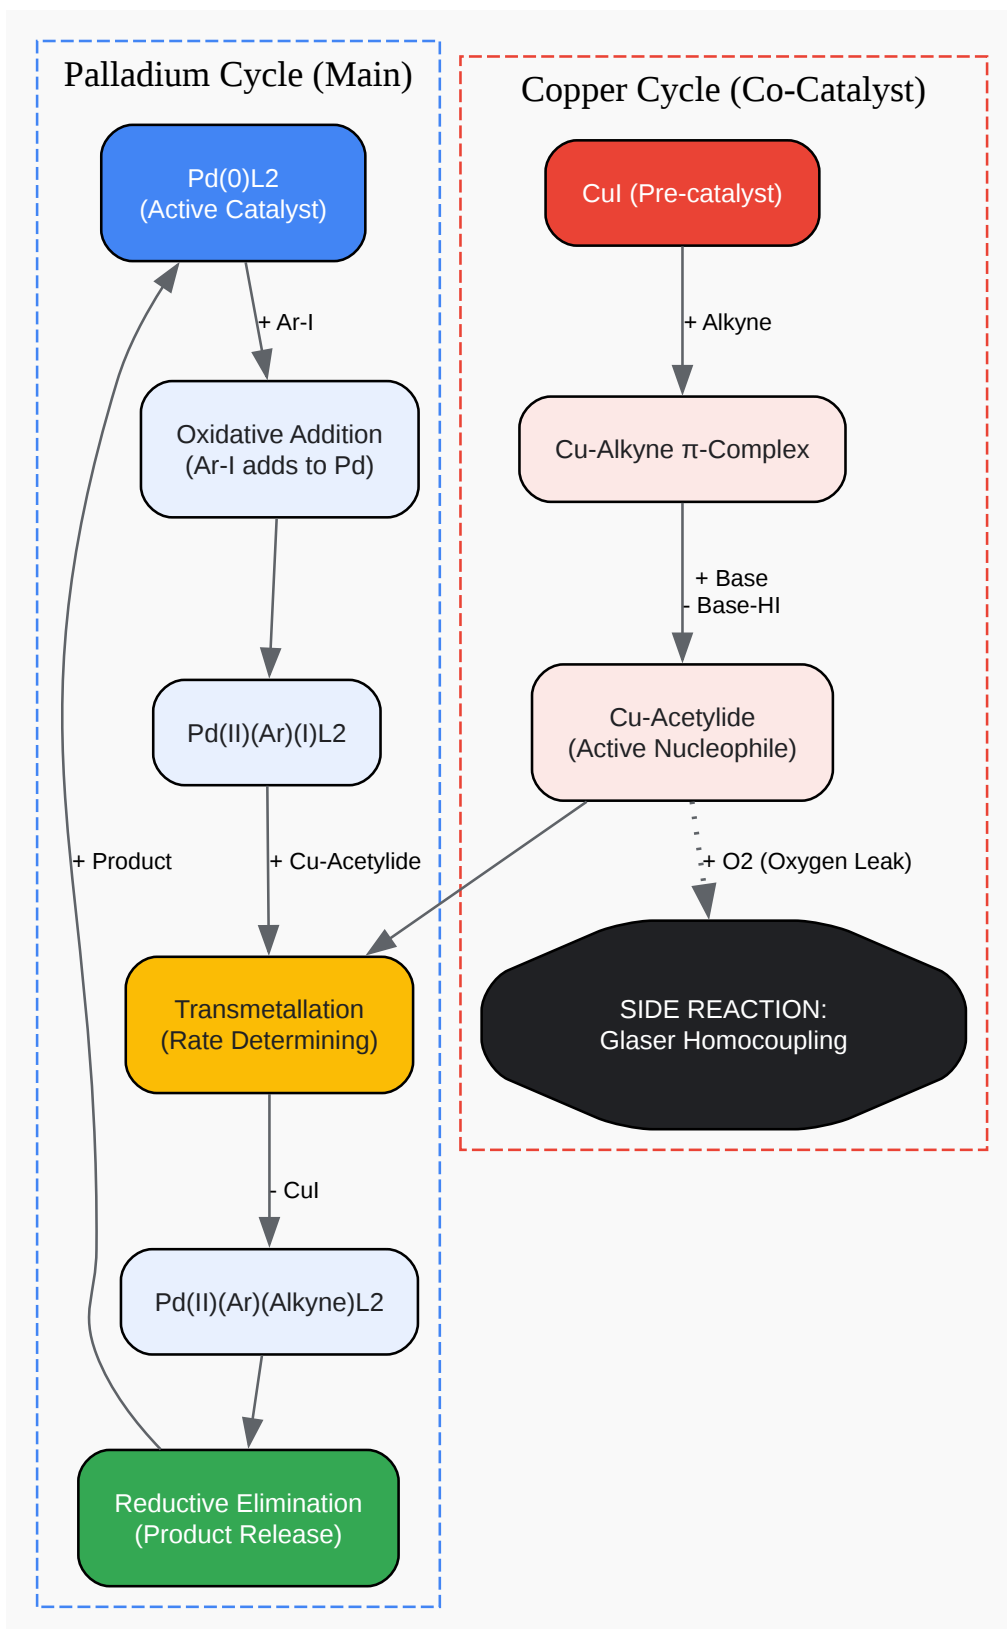 Palladium Cycle (Main)
Pd(0)L2
(Active Catalyst)
+ Ar-I
Oxidative Addition
(Ar-I adds to Pd)
Pd(II)(Ar)(I)L2
+ Product
+ Cu-Acetylide
Transmetallation
(Rate Determining)
- CuI
Pd(II)(Ar)(Alkyne)L2
Reductive Elimination
(Product Release)
Copper Cycle (Co-Catalyst)
CuI (Pre-catalyst)
+ Alkyne
Cu-Alkyne π-Complex
+ Base
- Base-HI
Cu-Acetylide
(Active Nucleophile)
+ O2 (Oxygen Leak)
SIDE REACTION:
Glaser Homocoupling